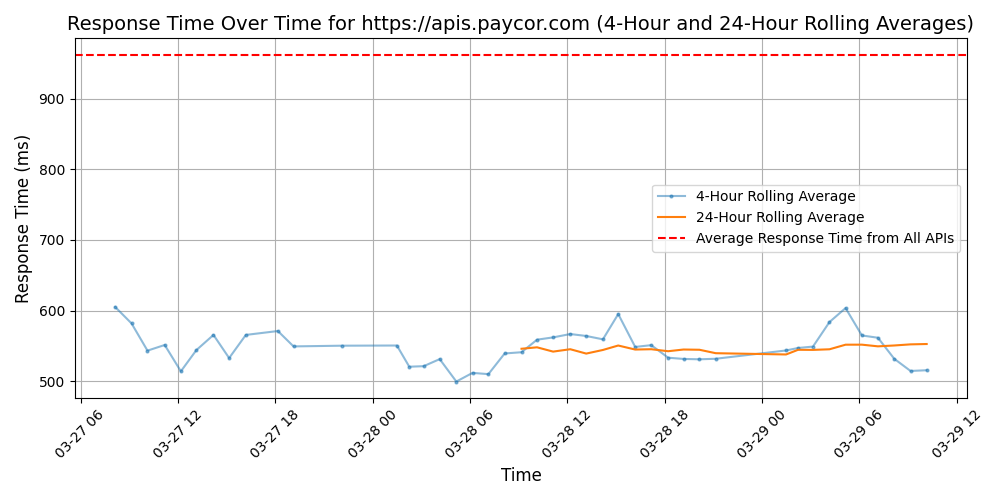 Response Time Over Time for https://apis.paycor.com (4-Hour and 24-Hour Rolling Averages)
Response Time (ms)
900
800
700
600
500
4-Hour Rolling Average
24-Hour Rolling Average
Average Response Time from All APIs
03-27 06
03-27 12
03-27 18
03-28 00
03-28 06
03-28 12
03-28 18
03-29 00
03-29 06
03-29 12
Time